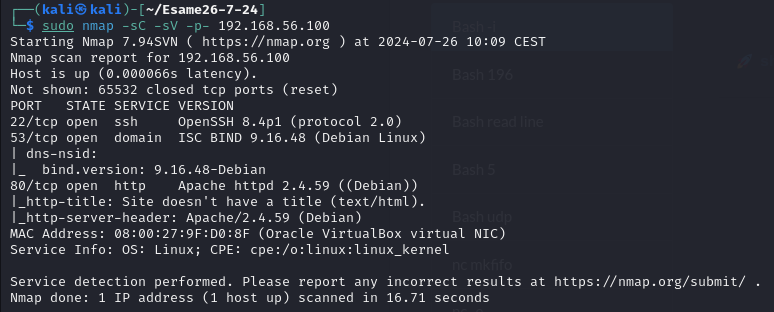 ┌──(kali㉿kali)-[~/Esame26-7-24]
└─$ sudo nmap -sC -sV -p- 192.168.56.100
Starting Nmap 7.94SVN ( https://nmap.org ) at 2024-07-26 10:09 CEST
Nmap scan report for 192.168.56.100
Host is up (0.000066s latency).
Not shown: 65532 closed tcp ports (reset)
PORT   STATE SERVICE VERSION
22/tcp open  ssh     OpenSSH 8.4p1 (protocol 2.0)
53/tcp open  domain  ISC BIND 9.16.48 (Debian Linux)
| dns-nsid:
|_  bind.version: 9.16.48-Debian
80/tcp open  http    Apache httpd 2.4.59 ((Debian))
|_http-title: Site doesn't have a title (text/html).
|_http-server-header: Apache/2.4.59 (Debian)
MAC Address: 08:00:27:9F:D0:8F (Oracle VirtualBox virtual NIC)
Service Info: OS: Linux; CPE: cpe:/o:linux:linux_kernel

Service detection performed. Please report any incorrect results at https://nmap.org/submit/ .
Nmap done: 1 IP address (1 host up) scanned in 16.71 seconds
Bash -i
Bash 196
Bash read line
Bash 5
Bash udp
nc mkfifo